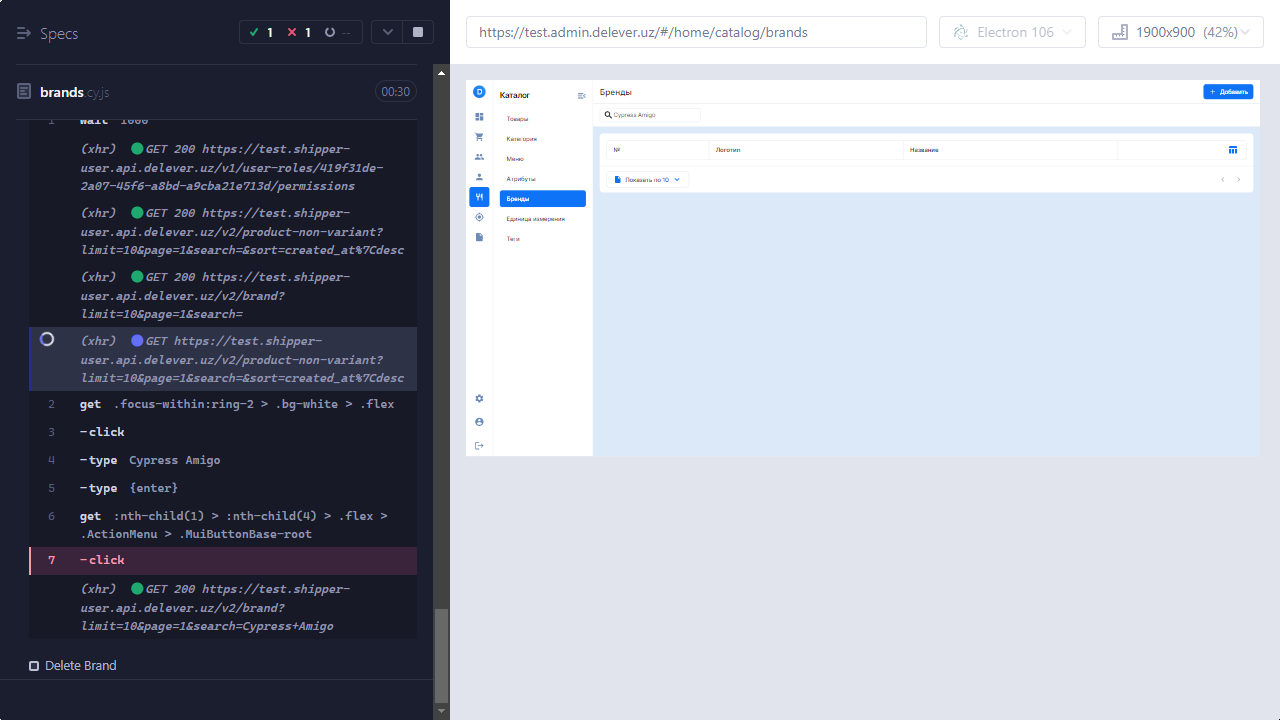 Specs
1
1
--
https://test.admin.delever.uz/#/home/catalog/brands
Electron 106
1900x900 (42%)
brands.cy.js
00:30
1 wait 1000
(xhr) GET 200 https://test.shipper-
user.api.delever.uz/v1/user-roles/419f31de-
2a07-45f6-a8bd-a9cba21e713d/permissions
(xhr) GET 200 https://test.shipper-
user.api.delever.uz/v2/product-non-variant?
limit=10&page=1&search=&sort=created_at%7Cdesc
(xhr) GET 200 https://test.shipper-
user.api.delever.uz/v2/brand?
limit=10&page=1&search=
(xhr) GET https://test.shipper-
user.api.delever.uz/v2/product-non-variant?
limit=10&page=1&search=&sort=created_at%7Cdesc
2 get .focus-within:ring-2 > .bg-white > .flex
3 -click
4 -type Cypress Amigo
5 -type {enter}
6 get :nth-child(1) > :nth-child(4) > .flex >
.ActionMenu > .MuiButtonBase-root
7 -click
(xhr) GET 200 https://test.shipper-
user.api.delever.uz/v2/brand?
limit=10&page=1&search=Cypress+Amigo
Delete Brand
D
Каталог
Товары
Категория
Меню
Атрибуты
Бренды
Единица измерения
Теги
Бренды
+ Добавить
Cypress Amigo
№
Логотип
Название
Показать по 10